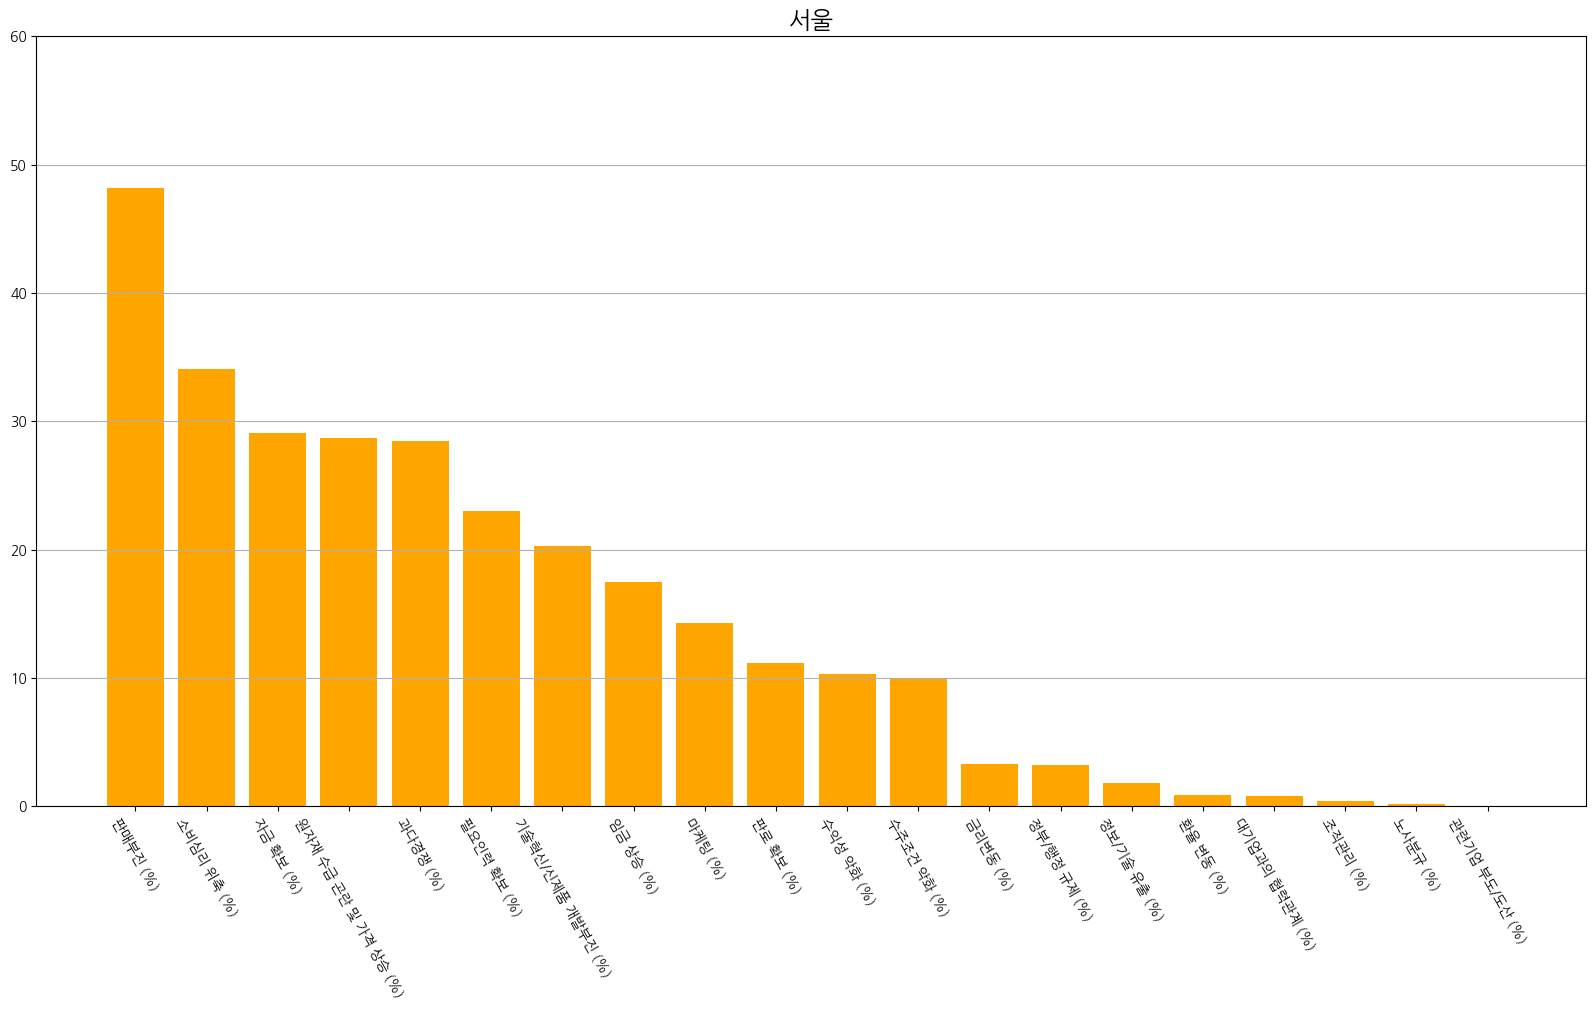 서울
60
50
40
30
20
10
0
판매부진 (%)
소비심리 위축 (%)
자금 확보 (%)
원자재 수급 곤란 및 가격 상승 (%)
과다경쟁 (%)
필요인력 확보 (%)
기술혁신/신제품 개발부진 (%)
임금 상승 (%)
마케팅 (%)
판로 확보 (%)
수익성 악화 (%)
수주조건 악화 (%)
금리변동 (%)
정부/행정 규제 (%)
정보/기술 유출 (%)
환율 변동 (%)
대기업과의 협력관계 (%)
조직관리 (%)
노사분규 (%)
관련기업 부도/도산 (%)